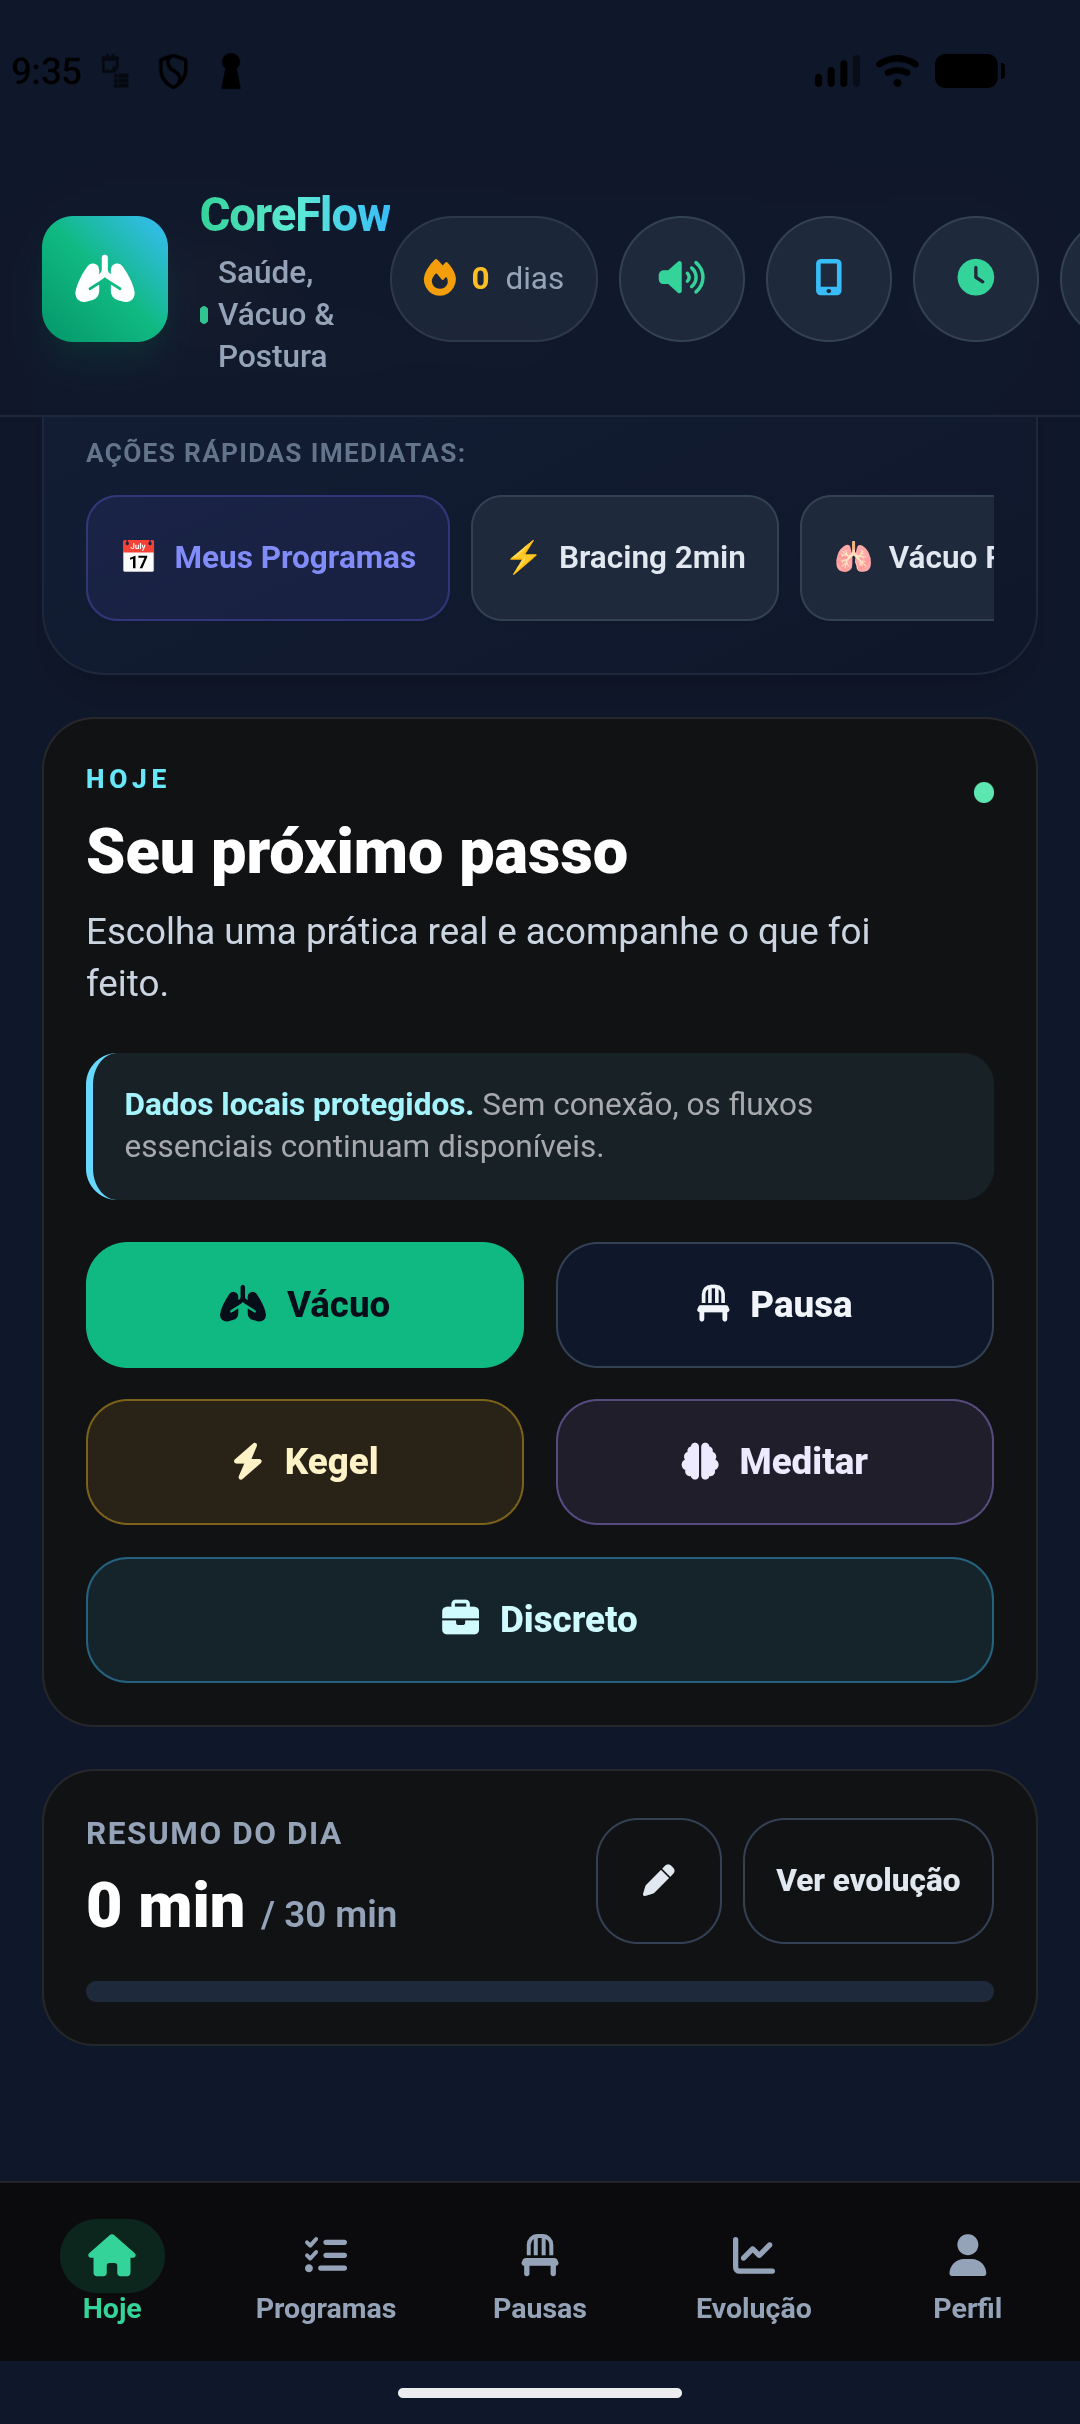 9:35
CoreFlow
Saúde,
Vácuo &
Postura
0 dias
AÇÕES RÁPIDAS IMEDIATAS:
July
17
Meus Programas
Bracing 2min
Vácuo
HOJE
Seu próximo passo
Escolha uma prática real e acompanhe o que foi
feito.
Dados locais protegidos. Sem conexão, os fluxos
essenciais continuam disponíveis.
Vácuo
Pausa
Kegel
Meditar
Discreto
RESUMO DO DIA
0 min / 30 min
Ver evolução
Hoje
Programas
Pausas
Evolução
Perfil